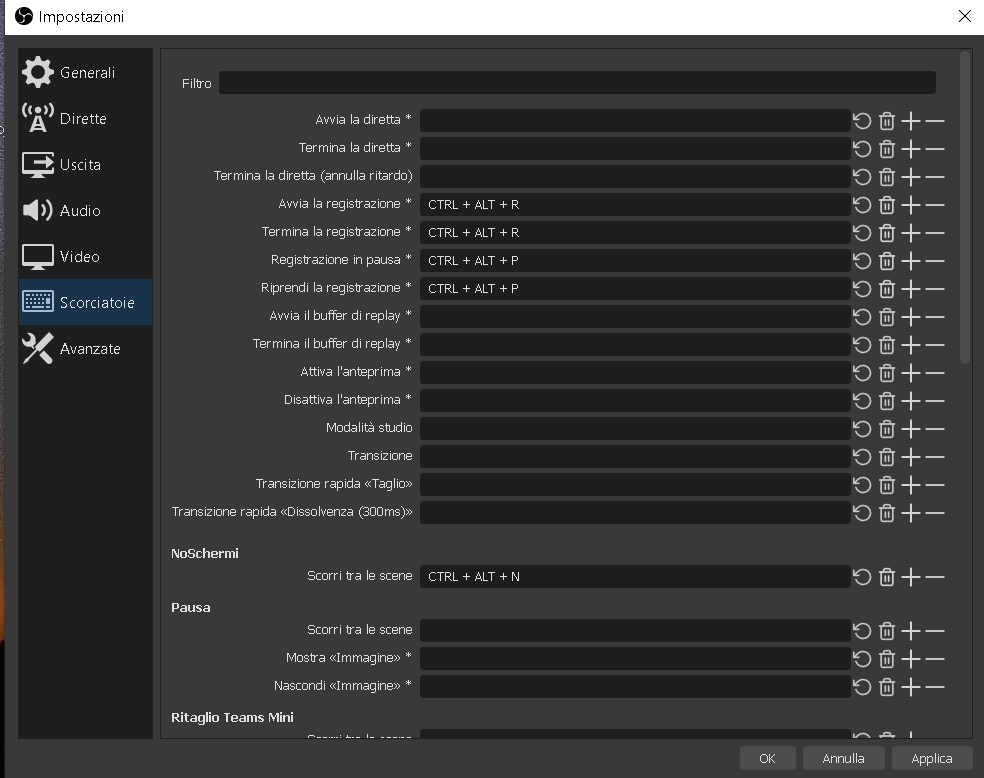 Impostazioni
Generali
Dirette
Uscita
Audio
Video
Scorciatoie
Avanzate
Filtro
Avvia la diretta *
Termina la diretta *
Termina la diretta (annulla ritardo)
Avvia la registrazione * CTRL + ALT + R
Termina la registrazione * CTRL + ALT + R
Registrazione in pausa * CTRL + ALT + P
Riprendi la registrazione * CTRL + ALT + P
Avvia il buffer di replay *
Termina il buffer di replay *
Attiva l'anteprima *
Disattiva l'anteprima *
Modalità studio
Transizione
Transizione rapida «Taglio»
Transizione rapida «Dissolvenza (300ms)»
NoSchermi
Scorri tra le scene CTRL + ALT + N
Pausa
Scorri tra le scene
Mostra «Immagine» *
Nascondi «Immagine» *
Ritaglio Teams Mini
Scorri tra le scene
OK Annulla Applica